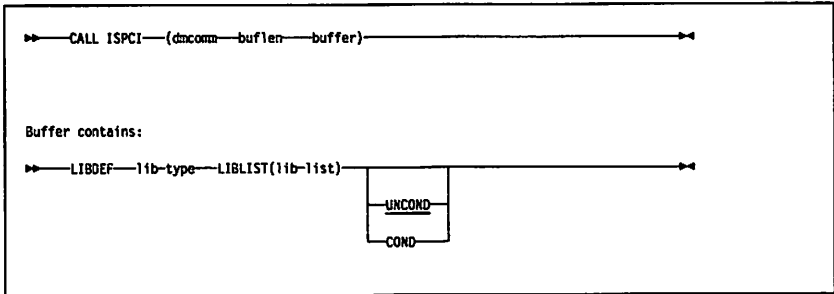 CALL ISPCI (dmcomm buflen buffer)
Buffer contains:
LIBDEF lib-type LIBLIST(lib-list)
UNCOND
COND